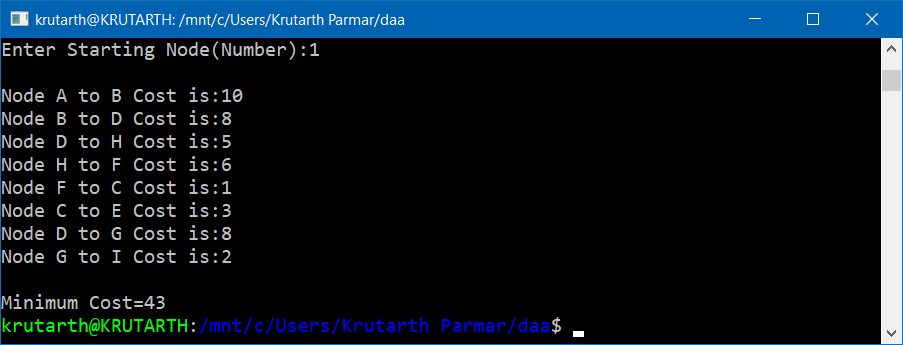 krutarth@KRUTARTH: /mnt/c/Users/Krutarth Parmar/daa
Enter Starting Node(Number):1
Node A to B Cost is:10
Node B to D Cost is:8
Node D to H Cost is:5
Node H to F Cost is:6
Node F to C Cost is:1
Node C to E Cost is:3
Node D to G Cost is:8
Node G to I Cost is:2
Minimum Cost=43
krutarth@KRUTARTH:/mnt/c/Users/Krutarth Parmar/daa$